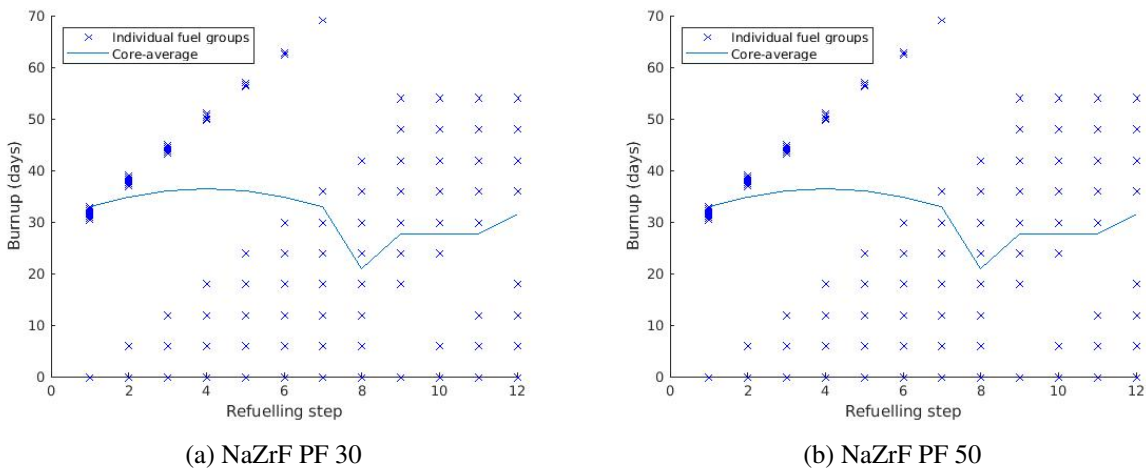 70
60
50
40
30
20
10
0
Burnup (days)
Individual fuel groups
Core-average
0 2 4 6 8 10 12
Refuelling step
(a) NaZrF PF 30
70
60
50
40
30
20
10
0
Burnup (days)
Individual fuel groups
Core-average
0 2 4 6 8 10 12
Refuelling step
(b) NaZrF PF 50